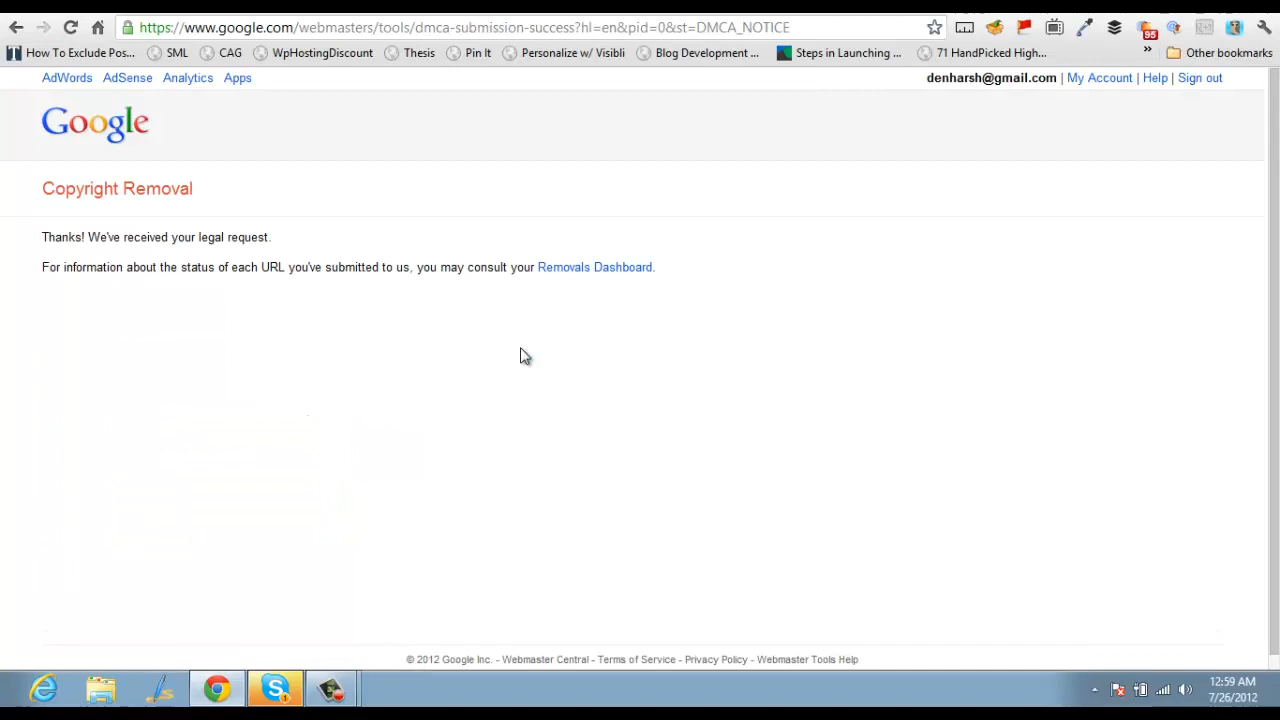 https://www.google.com/webmasters/tools/dmca-submission-success?hl=en&pid=0&st=DMCA_NOTICE
95
How To Exclude Pos... SML CAG WpHostingDiscount Thesis Pin It Personalize w/ Visibli Blog Development ... Steps in Launching ... 71 HandPicked High... » Other bookmarks
AdWords AdSense Analytics Apps denharsh@gmail.com | My Account | Help | Sign out
Google
Copyright Removal
Thanks! We've received your legal request.
For information about the status of each URL you've submitted to us, you may consult your Removals Dashboard.
© 2012 Google Inc. - Webmaster Central - Terms of Service - Privacy Policy - Webmaster Tools Help
12:59 AM
7/26/2012